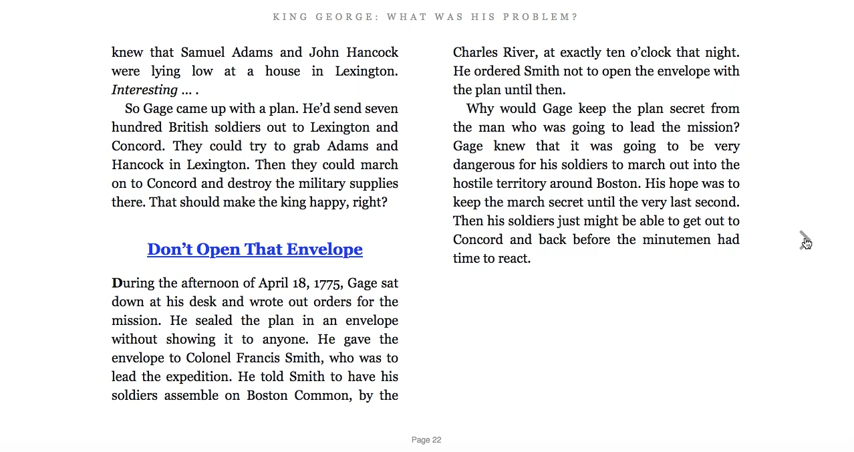 KING GEORGE: WHAT WAS HIS PROBLEM?
knew that Samuel Adams and John Hancock
were lying low at a house in Lexington.
Interesting ... .
So Gage came up with a plan. He’d send seven
hundred British soldiers out to Lexington and
Concord. They could try to grab Adams and
Hancock in Lexington. Then they could march
on to Concord and destroy the military supplies
there. That should make the king happy, right?
Don’t Open That Envelope
During the afternoon of April 18, 1775, Gage sat
down at his desk and wrote out orders for the
mission. He sealed the plan in an envelope
without showing it to anyone. He gave the
envelope to Colonel Francis Smith, who was to
lead the expedition. He told Smith to have his
soldiers assemble on Boston Common, by the
Charles River, at exactly ten o’clock that night.
He ordered Smith not to open the envelope with
the plan until then.
Why would Gage keep the plan secret from
the man who was going to lead the mission?
Gage knew that it was going to be very
dangerous for his soldiers to march out into the
hostile territory around Boston. His hope was to
keep the march secret until the very last second.
Then his soldiers just might be able to get out to
Concord and back before the minutemen had
time to react.
Page 22